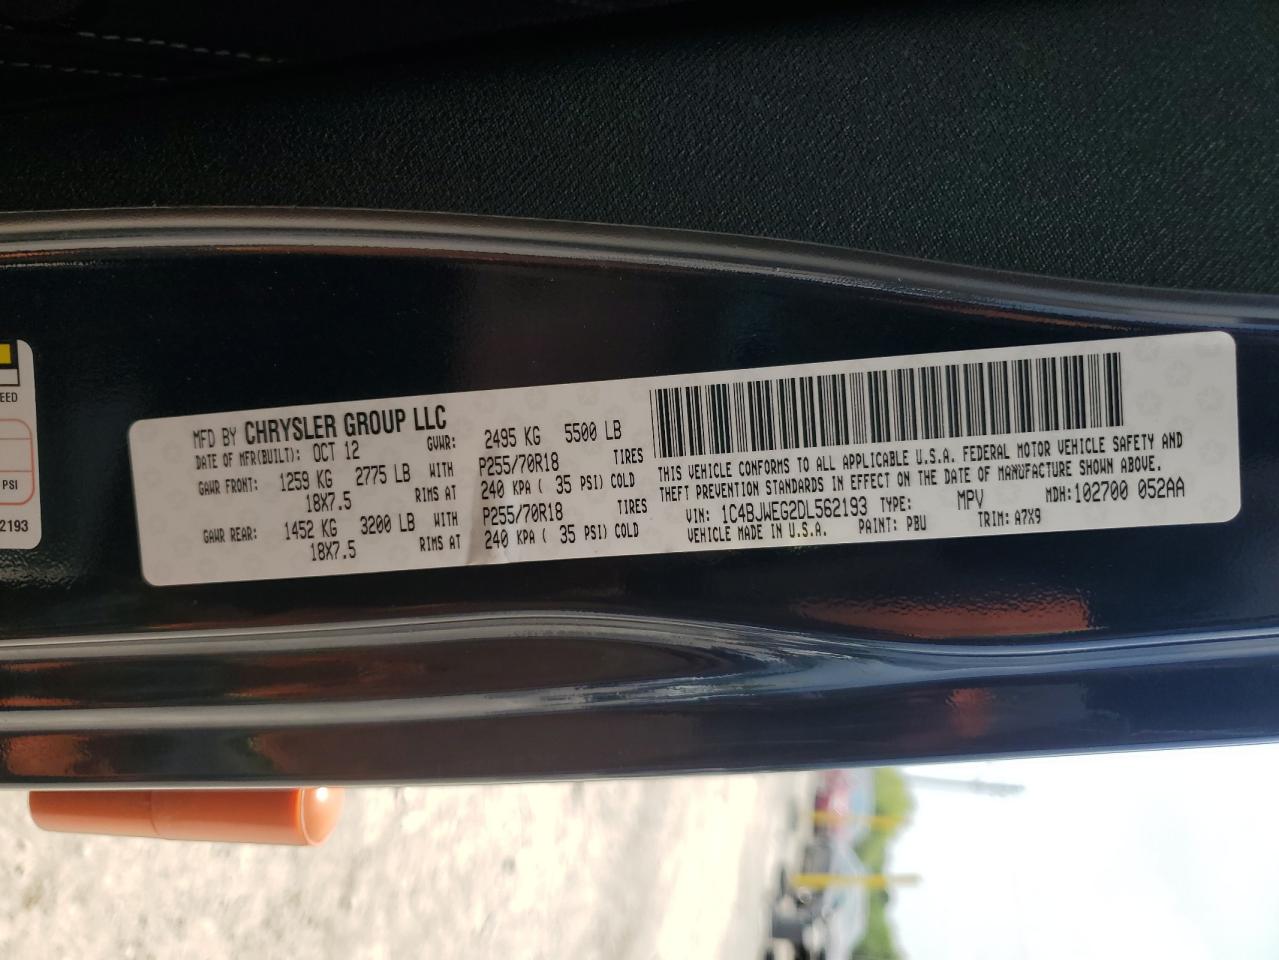 EED
PSI
2193
MFD BY CHRYSLER GROUP LLC
DATE OF MFR(BUILT): OCT 12 GVWR: 2495 KG 5500 LB
GAWR FRONT: 1259 KG 2775 LB WITH P255/70R18 TIRES
18X7.5 RIMS AT 240 KPA ( 35 PSI) COLD
GAWR REAR: 1452 KG 3200 LB WITH P255/70R18 TIRES
18X7.5 RIMS AT 240 KPA ( 35 PSI) COLD
THIS VEHICLE CONFORMS TO ALL APPLICABLE U.S.A. FEDERAL MOTOR VEHICLE SAFETY AND
THEFT PREVENTION STANDARDS IN EFFECT ON THE DATE OF MANUFACTURE SHOWN ABOVE.
VIN: 1C4BJWEG2DL562193 TYPE: MPV MDH:102700 052AA
VEHICLE MADE IN U.S.A. PAINT: PBU TRIM: A7X9